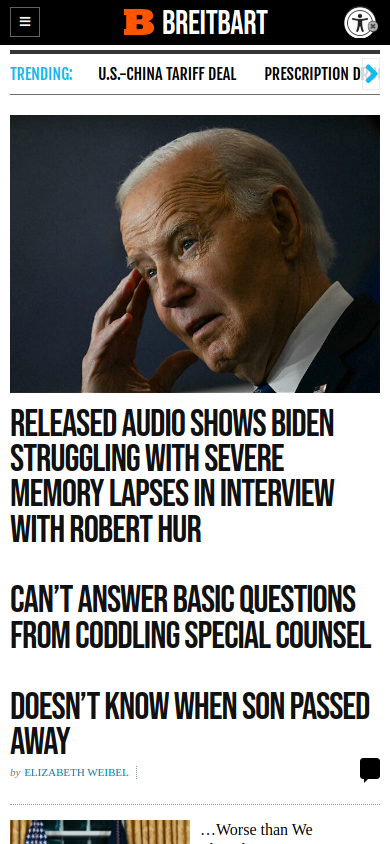 BREITBART
TRENDING:
U.S.–CHINA TARIFF DEAL
PRESCRIPTION
RELEASED AUDIO SHOWS BIDEN
STRUGGLING WITH SEVERE
MEMORY LAPSES IN INTERVIEW
WITH ROBERT HUR
CAN’T ANSWER BASIC QUESTIONS
FROM CODDLING SPECIAL COUNSEL
DOESN’T KNOW WHEN SON PASSED
AWAY
by ELIZABETH WEIBEL
…Worse than We